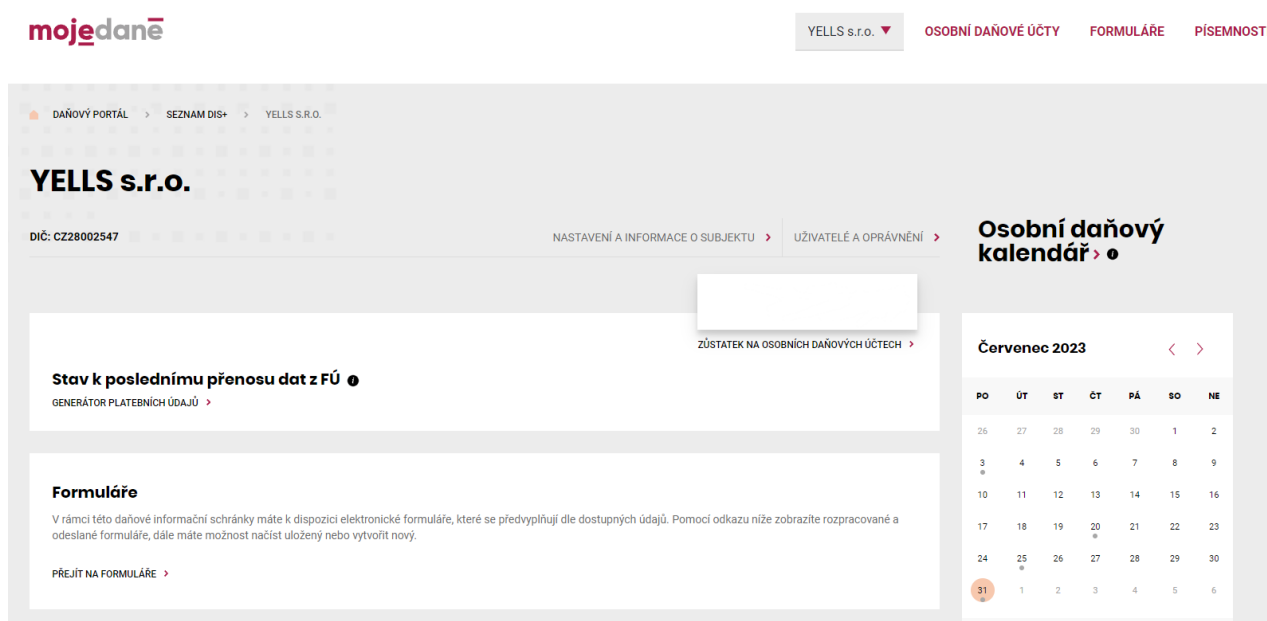 mojedaně
YELLS s.r.o.
OSOBNÍ DAŇOVÉ ÚČTY
FORMULÁŘE
PÍSEMNOST
DAŇOVÝ PORTÁL > SEZNAM DIS+ > YELLS S.R.O.
YELLS s.r.o.
DIČ: CZ28002547
NASTAVENÍ A INFORMACE O SUBJEKTU >
UŽIVATELÉ A OPRÁVNĚNÍ >
ZŮSTATEK NA OSOBNÍCH DAŇOVÝCH ÚČTECH >
Stav k poslednímu přenosu dat z FÚ i
GENERÁTOR PLATEBNÍCH ÚDAJŮ >
Formuláře
V rámci této daňové informační schránky máte k dispozici elektronické formuláře, které se předvyplňují dle dostupných údajů. Pomocí odkazu níže zobrazíte rozpracované a
odeslané formuláře, dále máte možnost načíst uložený nebo vytvořit nový.
PŘEJÍT NA FORMULÁŘE >
Osobní daňový
kalendář > i
Červenec 2023 < >
PO ÚT ST ČT PÁ SO NE
26 27 28 29 30 1 2
3 4 5 6 7 8 9
10 11 12 13 14 15 16
17 18 19 20 21 22 23
24 25 26 27 28 29 30
31 1 2 3 4 5 6